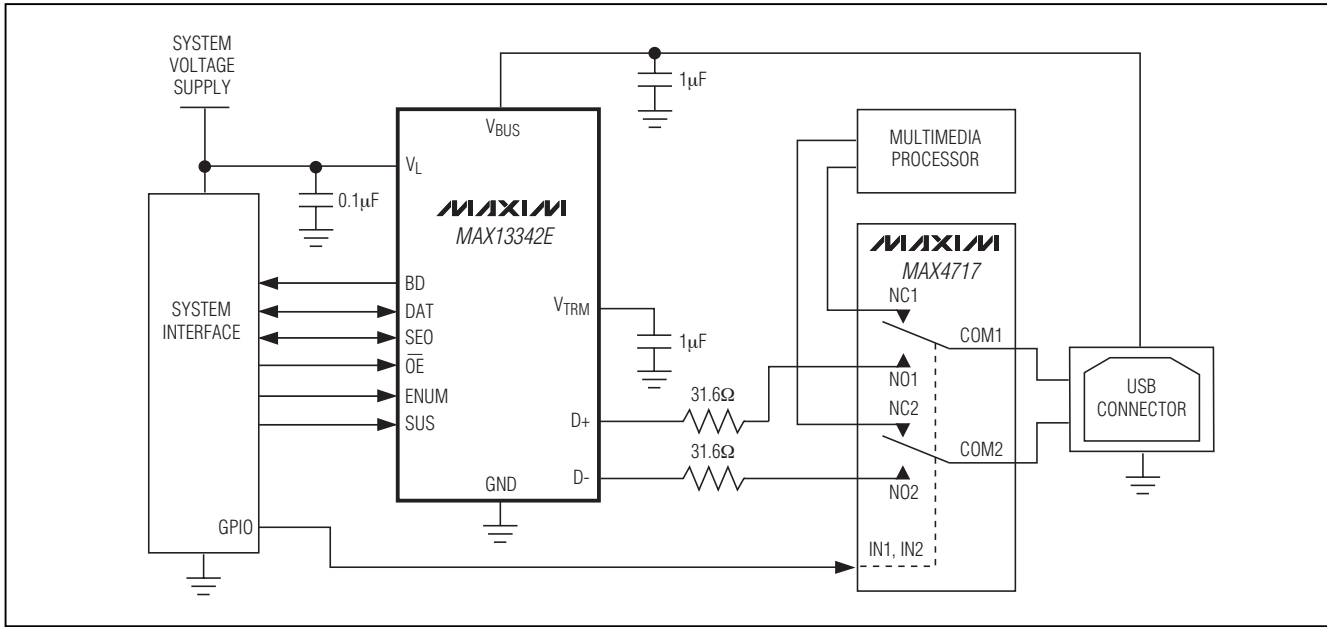 SYSTEM
VOLTAGE
SUPPLY
1μF
VBUS
MULTIMEDIA
PROCESSOR
VL
0.1μF
MAXIM
MAX13342E
MAXIM
MAX4717
SYSTEM
INTERFACE
BD
DAT
SEO
OE
ENUM
SUS
VTRM
1μF
NC1
COM1
NO1
31.6Ω
D+
NC2
31.6Ω
COM2
D-
NO2
USB
CONNECTOR
GND
GPIO
IN1, IN2